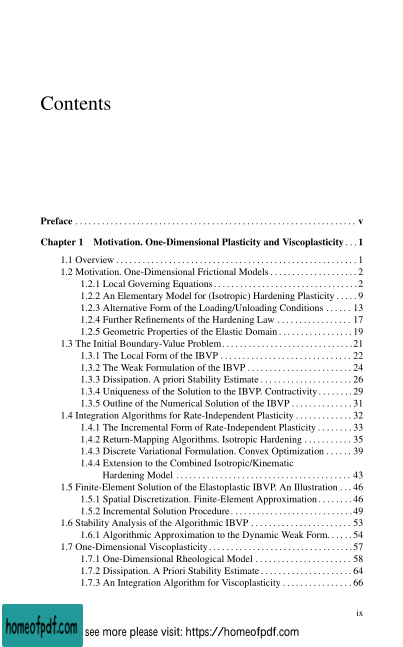 Contents
Preface . . . . . . . . . . . . . . . . . . . . . . . . . . . . . . . . . . . . . . . . . . . . . . . . . . . . . . . . . . . . . . . . v
Chapter 1 Motivation. One-Dimensional Plasticity and Viscoplasticity . . . 1
1.1 Overview . . . . . . . . . . . . . . . . . . . . . . . . . . . . . . . . . . . . . . . . . . . . . . . . . . . . . . 1
1.2 Motivation. One-Dimensional Frictional Models . . . . . . . . . . . . . . . . . . . . 2
1.2.1 Local Governing Equations . . . . . . . . . . . . . . . . . . . . . . . . . . . . . . . . . 2
1.2.2 An Elementary Model for (Isotropic) Hardening Plasticity . . . . . 9
1.2.3 Alternative Form of the Loading/Unloading Conditions . . . . . . 13
1.2.4 Further Refinements of the Hardening Law . . . . . . . . . . . . . . . . . 17
1.2.5 Geometric Properties of the Elastic Domain . . . . . . . . . . . . . . . . . 19
1.3 The Initial Boundary-Value Problem . . . . . . . . . . . . . . . . . . . . . . . . . . . . . . 21
1.3.1 The Local Form of the IBVP . . . . . . . . . . . . . . . . . . . . . . . . . . . . . . 22
1.3.2 The Weak Formulation of the IBVP . . . . . . . . . . . . . . . . . . . . . . . . 24
1.3.3 Dissipation. A priori Stability Estimate . . . . . . . . . . . . . . . . . . . . . 26
1.3.4 Uniqueness of the Solution to the IBVP. Contractivity . . . . . . . . 29
1.3.5 Outline of the Numerical Solution of the IBVP . . . . . . . . . . . . . . 31
1.4 Integration Algorithms for Rate-Independent Plasticity . . . . . . . . . . . . . 32
1.4.1 The Incremental Form of Rate-Independent Plasticity . . . . . . . . 33
1.4.2 Return-Mapping Algorithms. Isotropic Hardening . . . . . . . . . . . 35
1.4.3 Discrete Variational Formulation. Convex Optimization . . . . . . 39
1.4.4 Extension to the Combined Isotropic/Kinematic
Hardening Model . . . . . . . . . . . . . . . . . . . . . . . . . . . . . . . . . . . . . . . . 43
1.5 Finite-Element Solution of the Elastoplastic IBVP. An Illustration . . . 46
1.5.1 Spatial Discretization. Finite-Element Approximation . . . . . . . . 46
1.5.2 Incremental Solution Procedure . . . . . . . . . . . . . . . . . . . . . . . . . . . . 49
1.6 Stability Analysis of the Algorithmic IBVP . . . . . . . . . . . . . . . . . . . . . . . 53
1.6.1 Algorithmic Approximation to the Dynamic Weak Form. . . . . . 54
1.7 One-Dimensional Viscoplasticity . . . . . . . . . . . . . . . . . . . . . . . . . . . . . . . . . 57
1.7.1 One-Dimensional Rheological Model . . . . . . . . . . . . . . . . . . . . . . 58
1.7.2 Dissipation. A Priori Stability Estimate . . . . . . . . . . . . . . . . . . . . . 64
1.7.3 An Integration Algorithm for Viscoplasticity . . . . . . . . . . . . . . . . 66
ix
homeofpdf.com see more please visit: https://homeofpdf.com